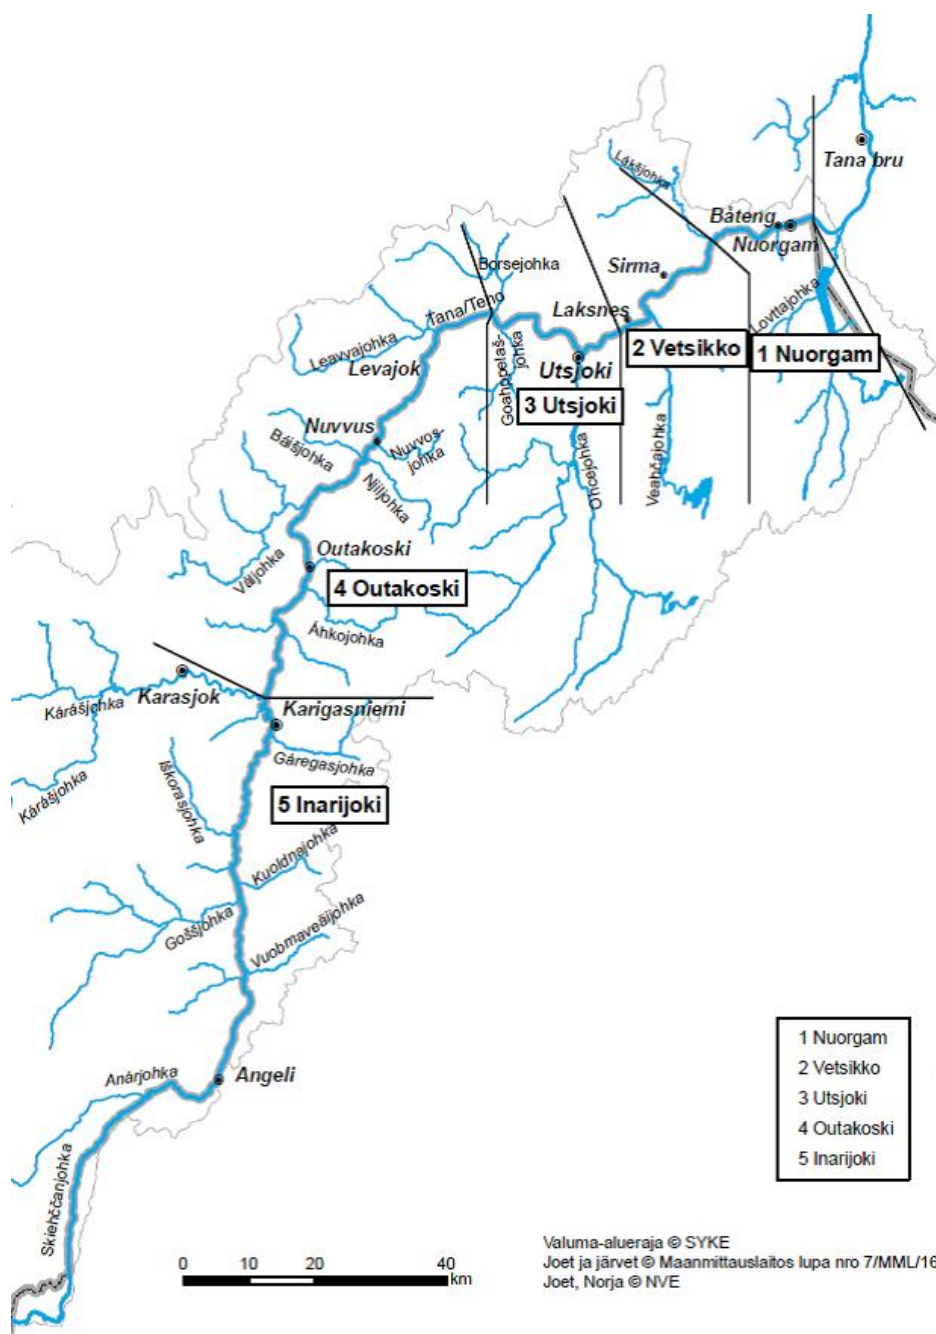 Lákšjohka
Tana bru
Båteng
Nuorgam
Borsejohka
Sirma
Tana/Teno
Laksnes
Lovttajohka
Leavvajohka
Levajok
Goahppelaš-
johka
Utsjoki
2 Vetsikko
1 Nuorgam
3 Utsjoki
Nuvvus
Báišjohka
Nuvvos-
johka
Njiljohka
Ohcejohka
Veahčajohka
Outakoski
Váljohka
4 Outakoski
Áhkojohka
Karasjok
Kárášjohka
Karigasniemi
Gáregasjohka
Kárášjohka
Iškorasjohka
5 Inarijoki
Kuoldnajohka
Goššjohka
Vuobmaveäijohka
Anárjohka
Angeli
Skiehččanjohka
1 Nuorgam
2 Vetsikko
3 Utsjoki
4 Outakoski
5 Inarijoki
0 10 20 40
km
Valuma-alueraja © SYKE
Joet ja järvet © Maanmittauslaitos lupa nro 7/MML/16
Joet, Norja © NVE